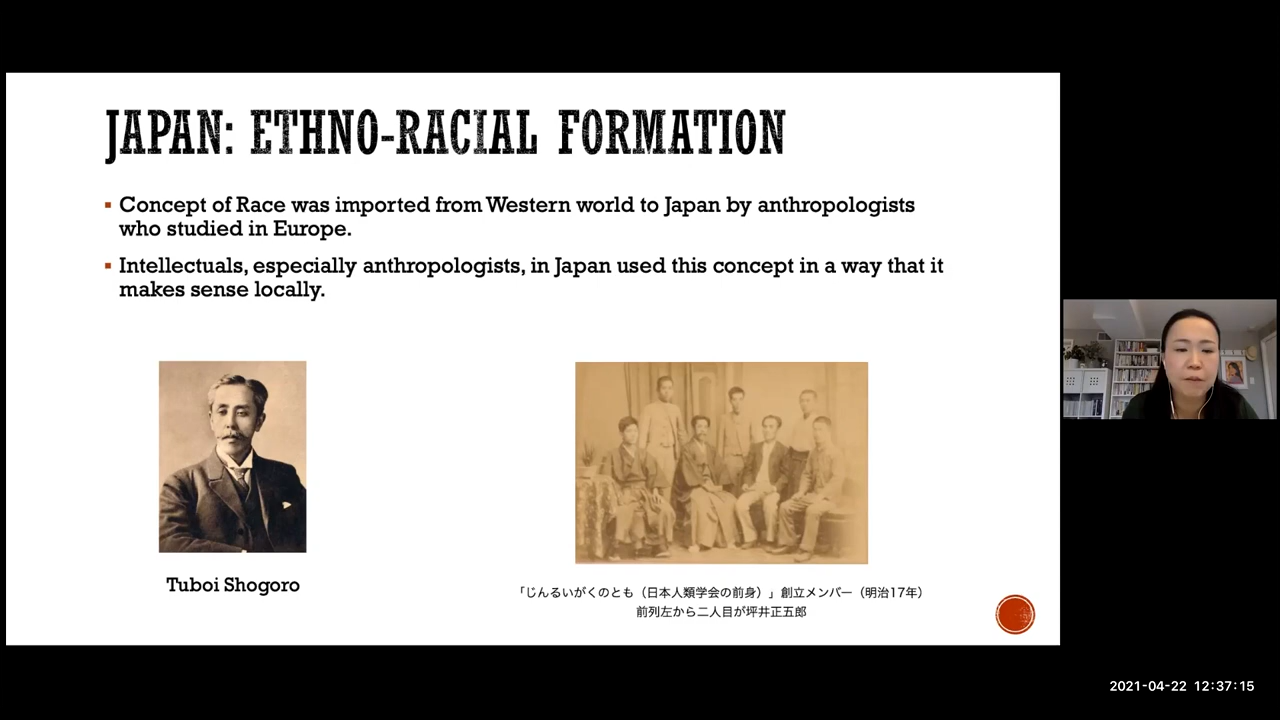 JAPAN: ETHNO-RACIAL FORMATION
▪ Concept of Race was imported from Western world to Japan by anthropologists
who studied in Europe.
▪ Intellectuals, especially anthropologists, in Japan used this concept in a way that it
makes sense locally.
Tuboi Shogoro
「じんるいがくのとも（日本人類学会の前身）」創立メンバー（明治17年）
前列左から二人目が坪井正五郎
2021-04-22 12:37:15